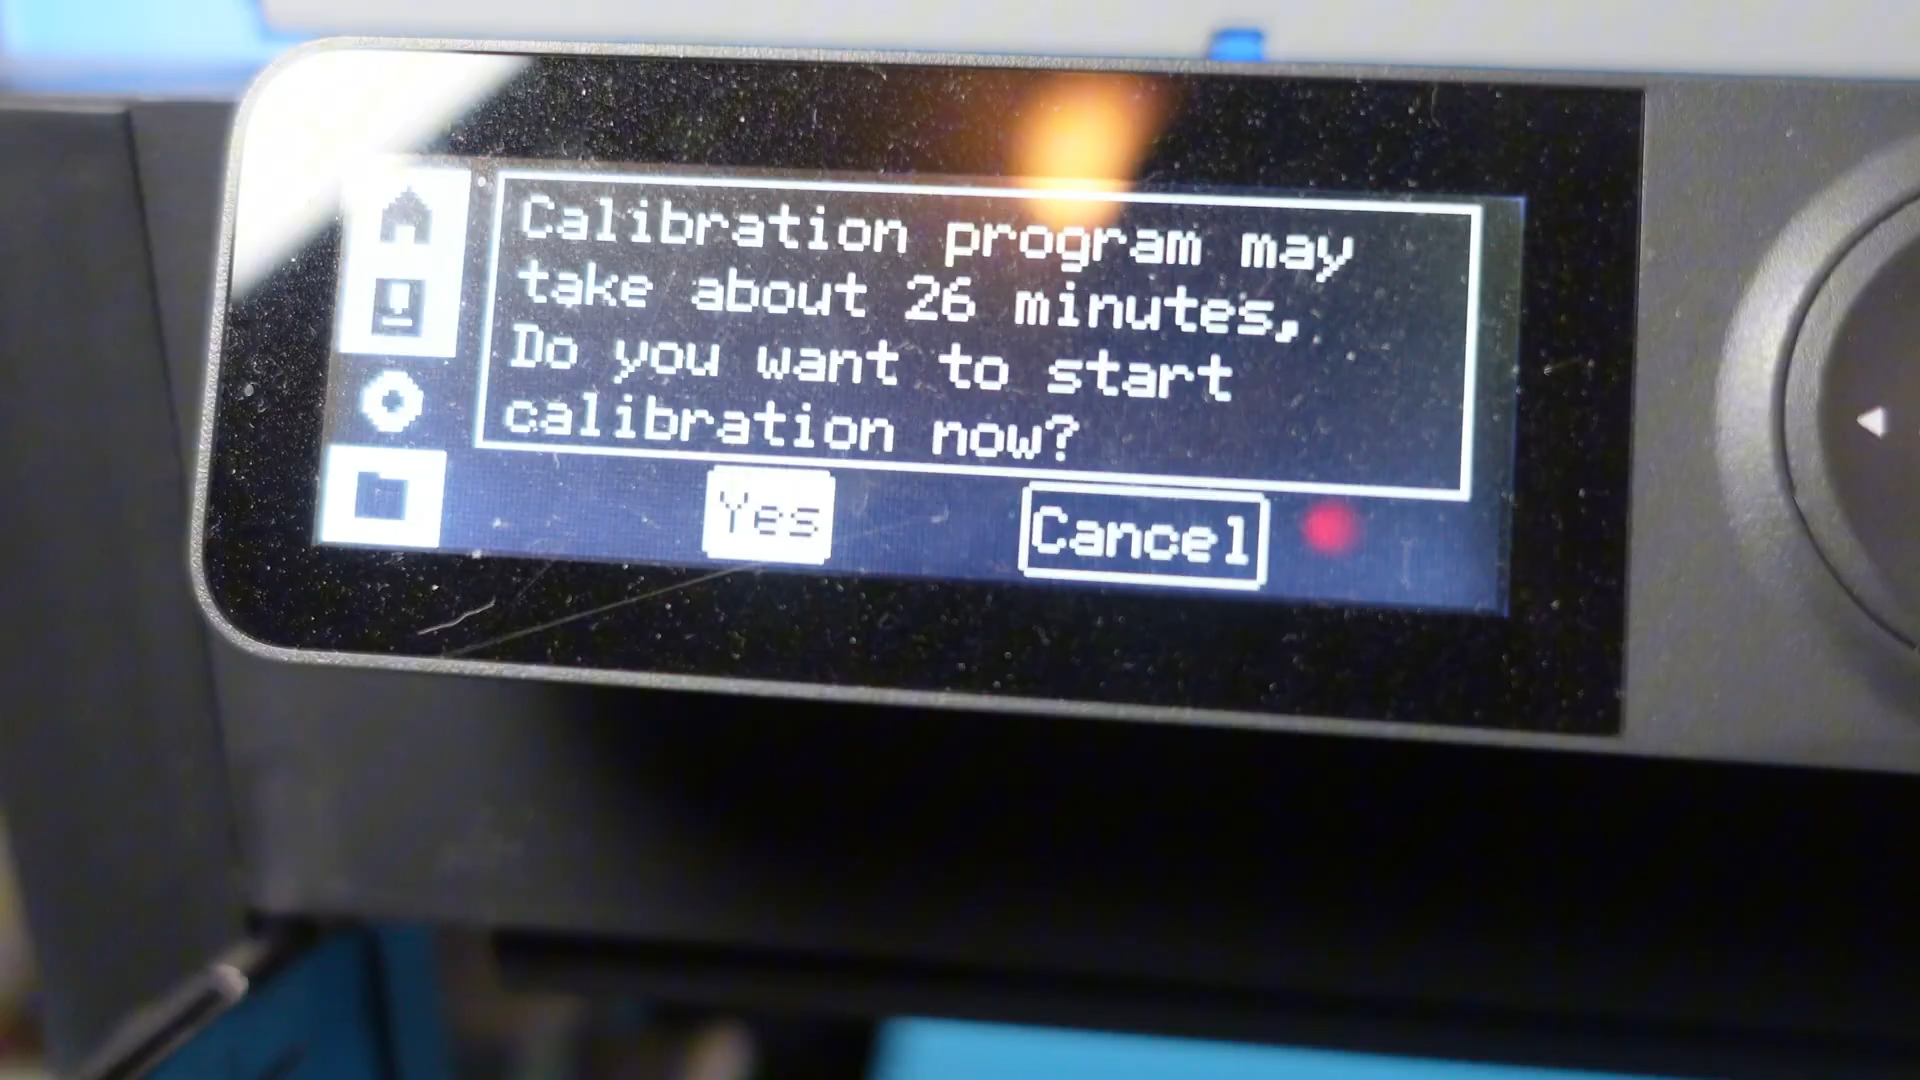 Calibration program may
take about 26 minutes,
Do you want to start
calibration now?
Yes
Cancel